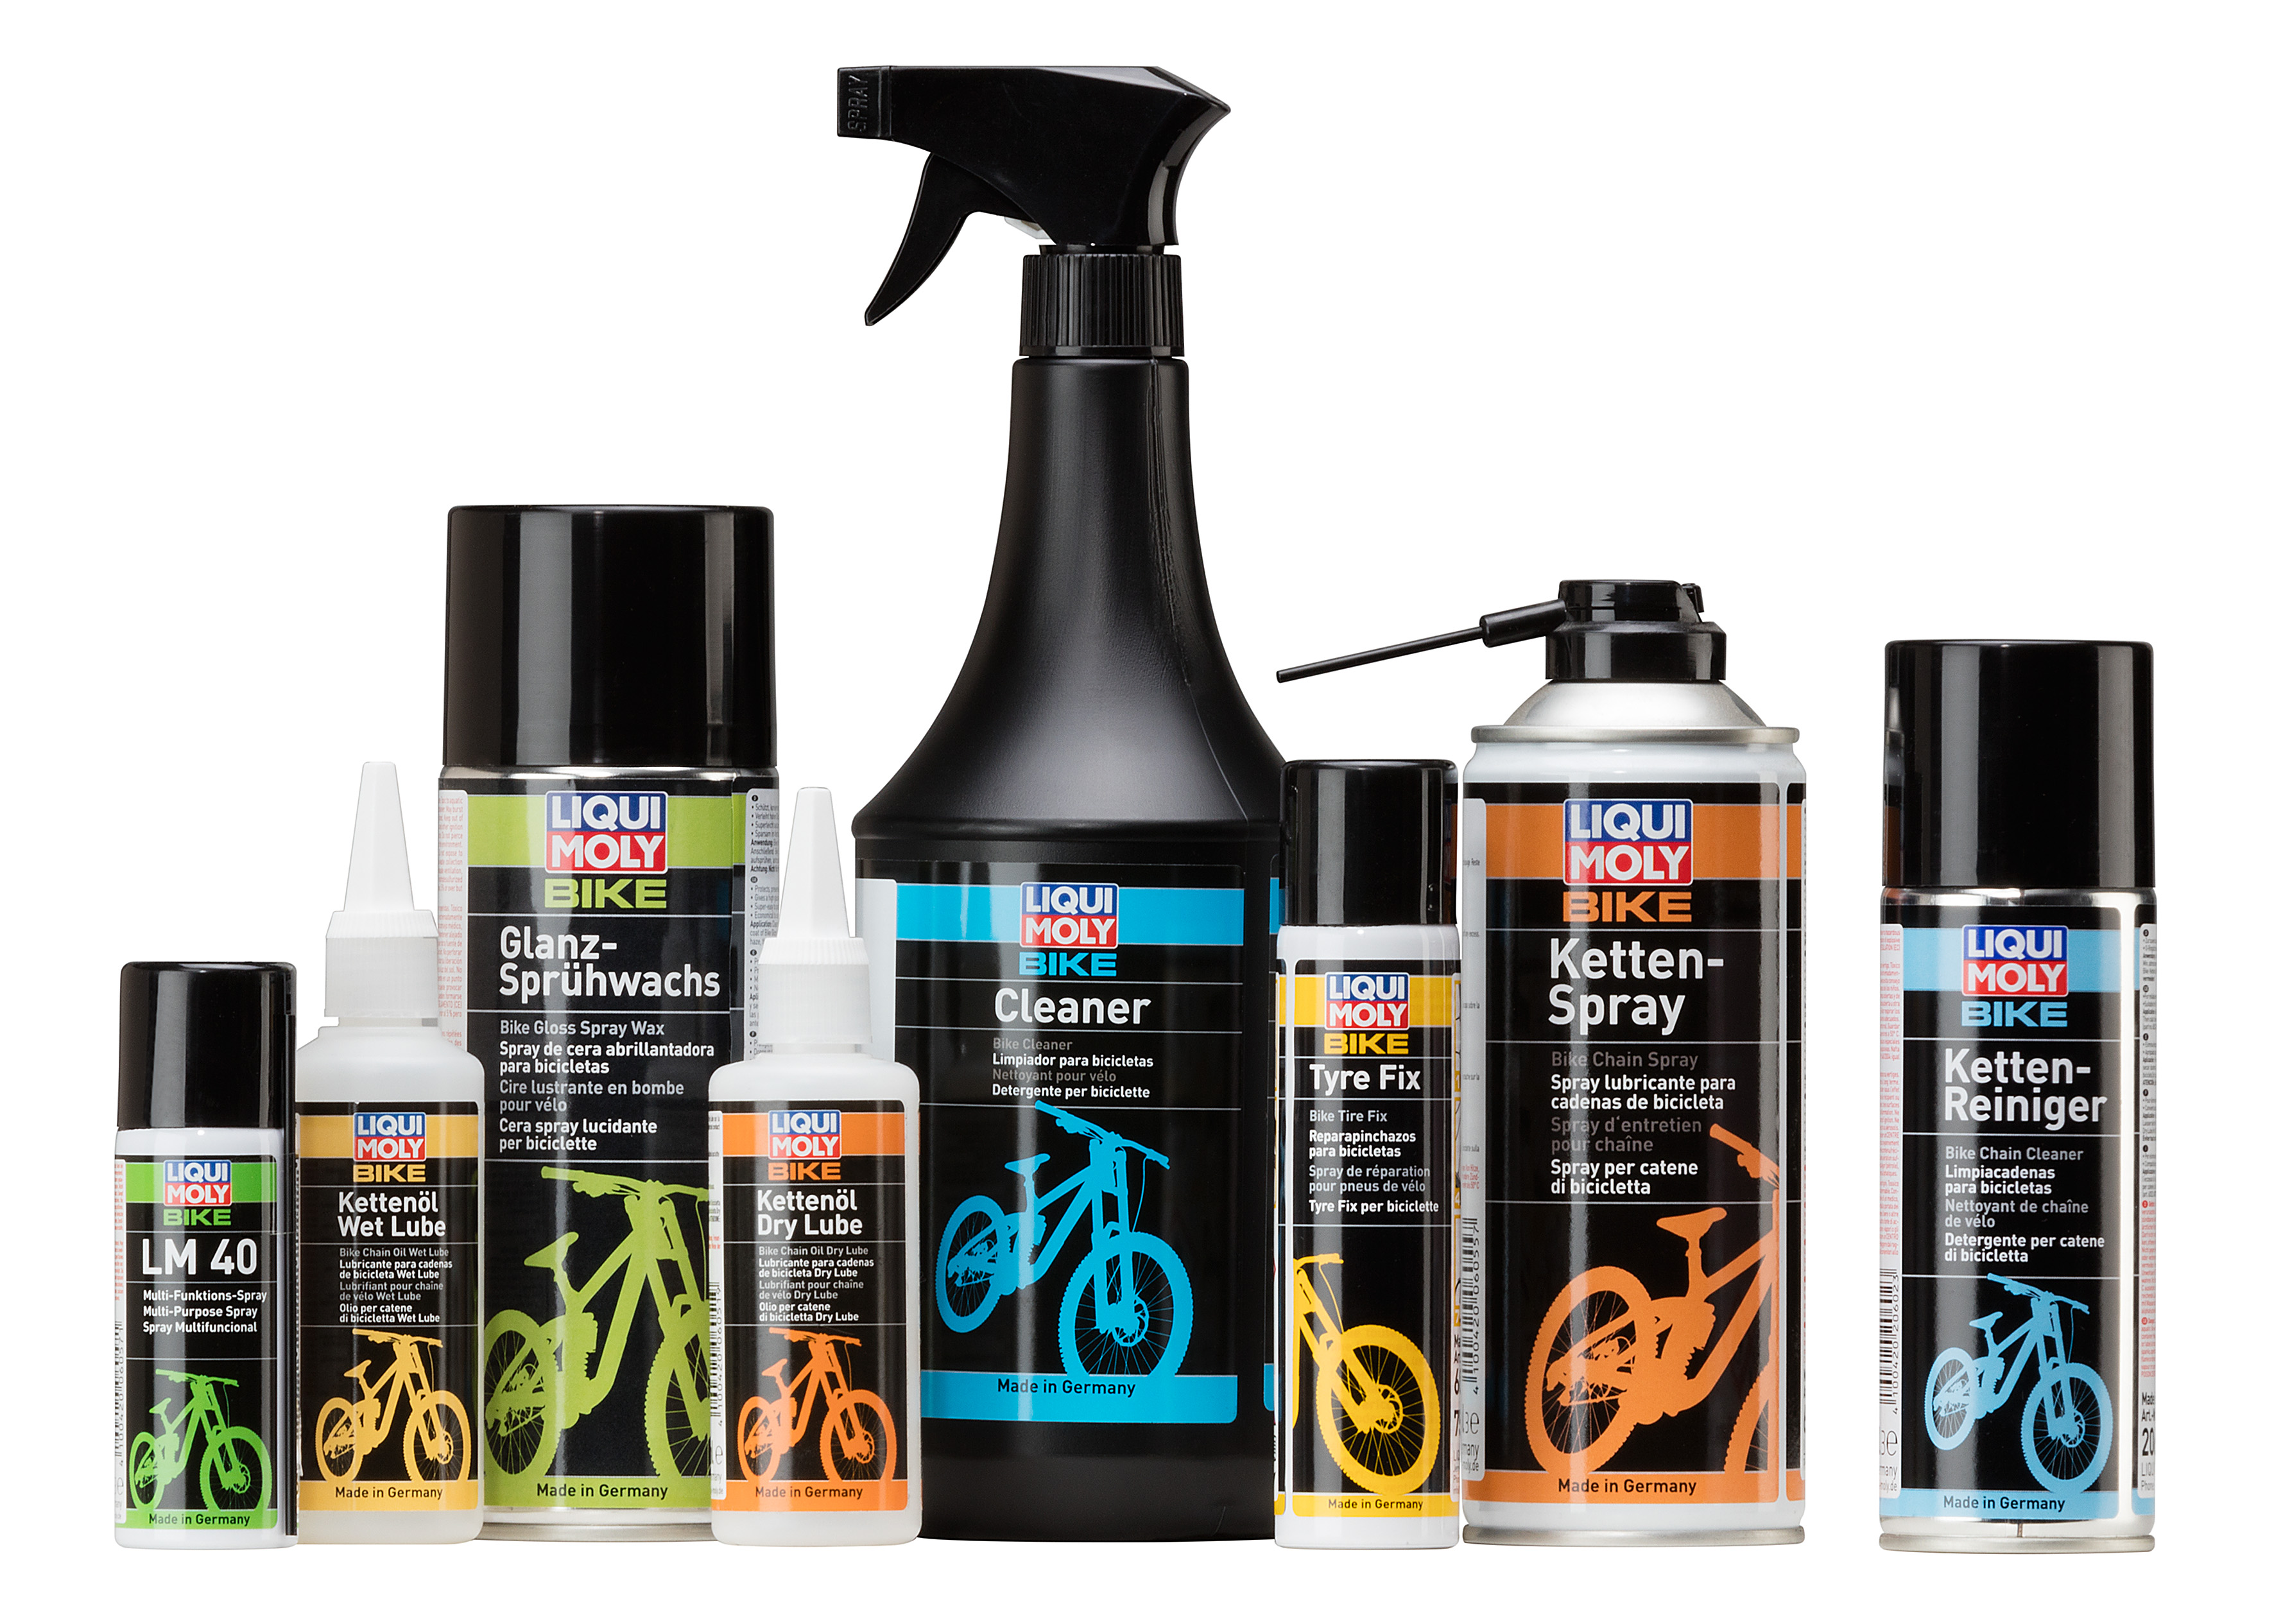 SPRAY
LIQUI
MOLY
BIKE
LM 40
Multi-Funktions-Spray
Multi-Purpose Spray
Spray Multifuncional
Made in Germany
LIQUI
MOLY
BIKE
Kettenöl
Wet Lube
Bike Chain Oil Wet Lube
Lubricante para cadenas
de bicicleta Wet Lube
Lubrifiant pour chaîne
de vélo Wet Lube
Olio per catene
di bicicletta Wet Lube
Made in Germany
LIQUI
MOLY
BIKE
Glanz-
Sprühwachs
Bike Gloss Spray Wax
Spray de cera abrillantadora
para bicicletas
Cire lustrante en bombe
pour vélo
Cera spray lucidante
per biciclette
Made in Germany
LIQUI
MOLY
BIKE
Kettenöl
Dry Lube
Bike Chain Oil Dry Lube
Lubricante para cadenas
de bicicleta Dry Lube
Lubrifiant pour chaîne
de vélo Dry Lube
Olio per catene
di bicicletta Dry Lube
Made in Germany
LIQUI
MOLY
BIKE
Cleaner
Bike Cleaner
Limpiador para bicicletas
Nettoyant pour vélo
Detergente per biciclette
Made in Germany
LIQUI
MOLY
BIKE
Tyre Fix
Bike Tire Fix
Reparapinchazos
para bicicletas
Spray de réparation
pour pneus de vélo
Tyre Fix per biciclette
Made in Germany
LIQUI
MOLY
BIKE
Ketten-
Spray
Bike Chain Spray
Spray lubricante para
cadenas de bicicleta
Spray d'entretien
pour chaîne
Spray per catene
di bicicletta
Made in Germany
LIQUI
MOLY
BIKE
Ketten-
Reiniger
Bike Chain Cleaner
Limpiacadenas
para bicicletas
Nettoyant de chaîne
de vélo
Detergente per catene
di bicicletta
Made in Germany